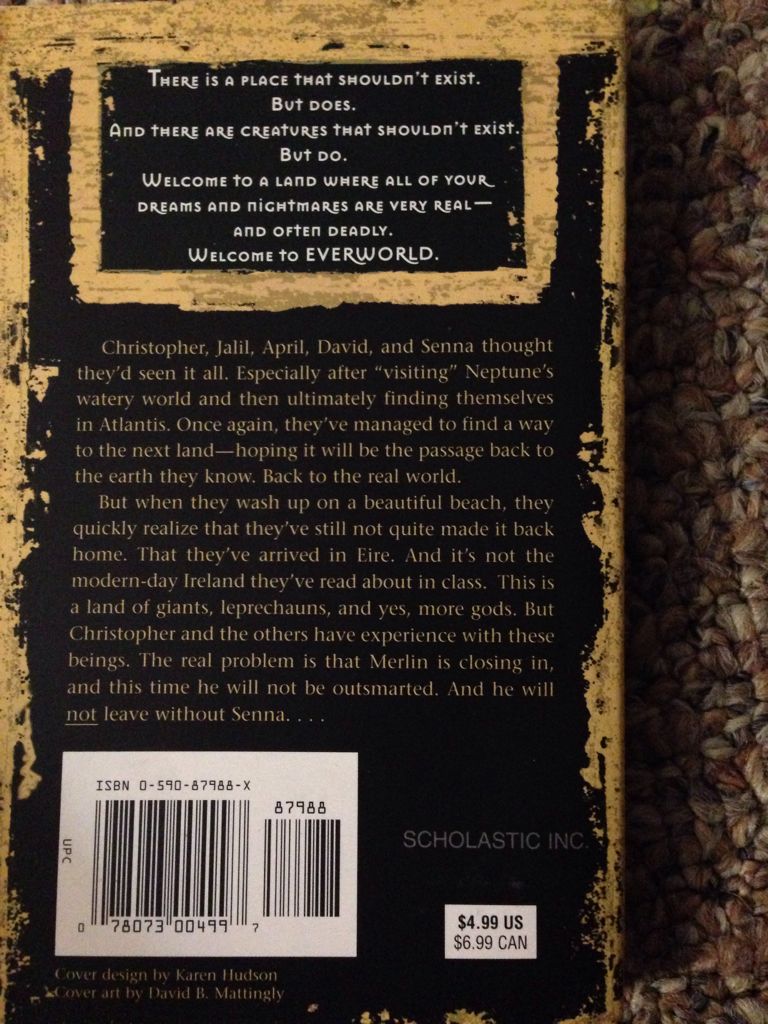 There is a place that shouldn't exist.
But does.
And there are creatures that shouldn't exist.
But do.
Welcome to a land where all of your
dreams and nightmares are very real—
and often deadly.
Welcome to EVERWORLD.
Christopher, Jalil, April, David, and Senna thought
they'd seen it all. Especially after "visiting" Neptune's
watery world and then ultimately finding themselves
in Atlantis. Once again, they've managed to find a way
to the next land—hoping it will be the passage back to
the earth they know. Back to the real world.
But when they wash up on a beautiful beach, they
quickly realize that they've still not quite made it back
home. That they've arrived in Eire. And it's not the
modern-day Ireland they've read about in class. This is
a land of giants, leprechauns, and yes, more gods. But
Christopher and the others have experience with these
beings. The real problem is that Merlin is closing in,
and this time he will not be outsmarted. And he will
not leave without Senna. . . .
ISBN 0-590-87988-X
87988
UPC
0 78073 00499 7
SCHOLASTIC INC.
$4.99 US
$6.99 CAN
Cover design by Karen Hudson
Cover art by David B. Mattingly